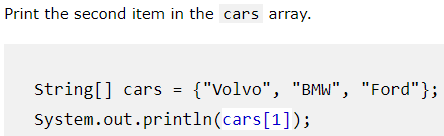 Print the second item in the cars array.
String[] cars = {"Volvo", "BMW", "Ford"};
System.out.println(cars[1]);